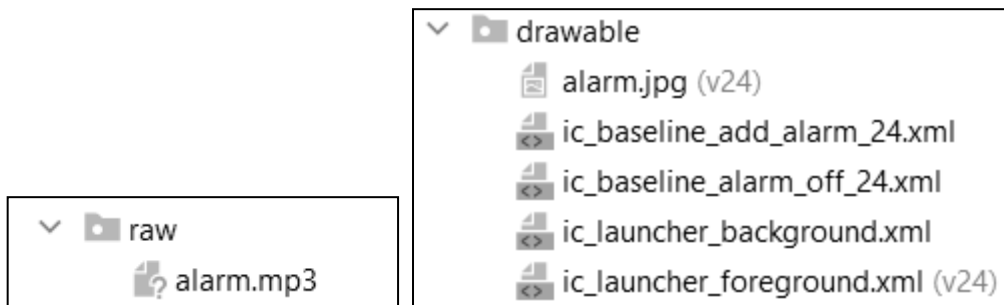 raw
alarm.mp3
drawable
alarm.jpg (v24)
ic_baseline_add_alarm_24.xml
ic_baseline_alarm_off_24.xml
ic_launcher_background.xml
ic_launcher_foreground.xml (v24)